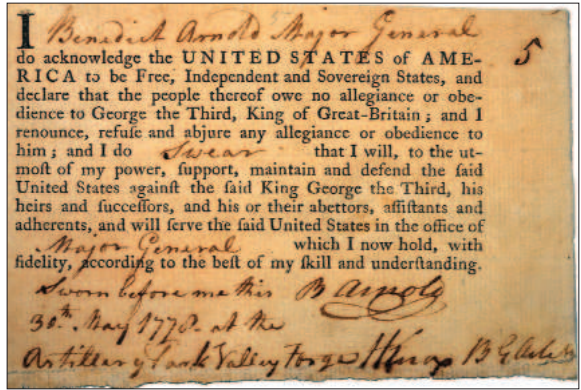 I Benedict Arnold Major General
do acknowledge the UNITED STATES of AME-
RICA to be Free, Independent and Sovereign States, and
declare that the people thereof owe no allegiance or obe-
dience to George the Third, King of Great-Britain; and I
renounce, refuſe and abjure any allegiance or obedience to
him; and I do Swear that I will, to the ut-
moſt of my power, ſupport, maintain and defend the ſaid
United States againſt the ſaid King George the Third, his
heirs and ſucceſſors, and his or their abettors, aſſiſtants and
adherents, and will ſerve the ſaid United States in the office of
Major General which I now hold, with
fidelity, according to the beſt of my ſkill and underſtanding.
Sworn before me this B Arnold
30th May 1778 at the
Artillery Park Valley Forge HKnox B G Artilly
5